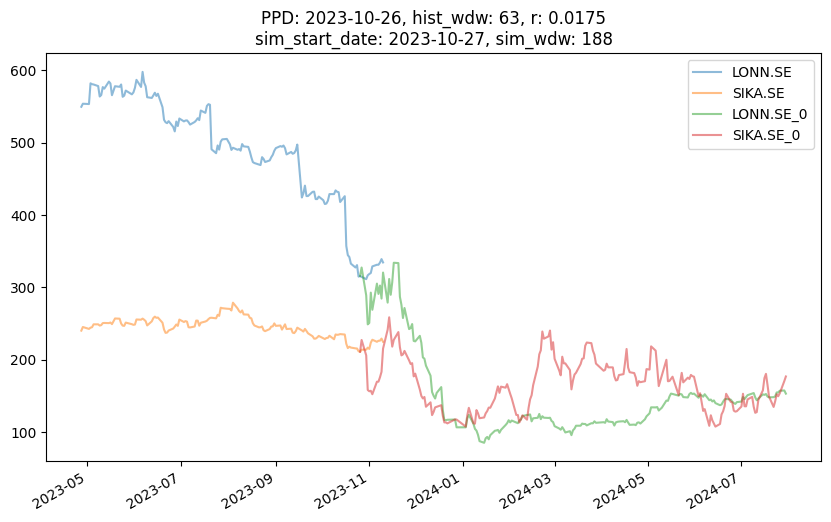 PPD: 2023-10-26, hist_wdw: 63, r: 0.0175
sim_start_date: 2023-10-27, sim_wdw: 188
LONN.SE
SIKA.SE
LONN.SE_0
SIKA.SE_0
600
500
400
300
200
100
2023-05
2023-07
2023-09
2023-11
2024-01
2024-03
2024-05
2024-07